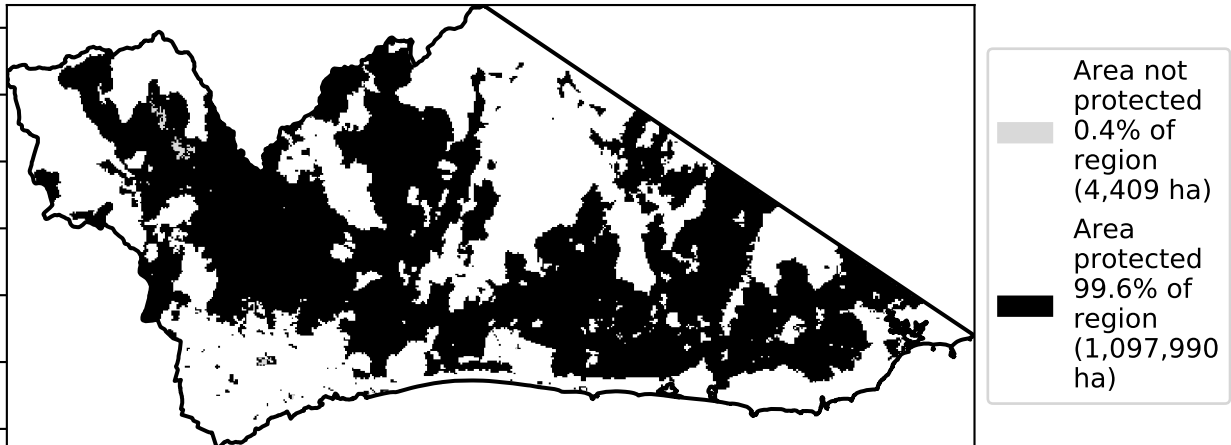 Area not
protected
0.4% of
region
(4,409 ha)
Area
protected
99.6% of
region
(1,097,990
ha)